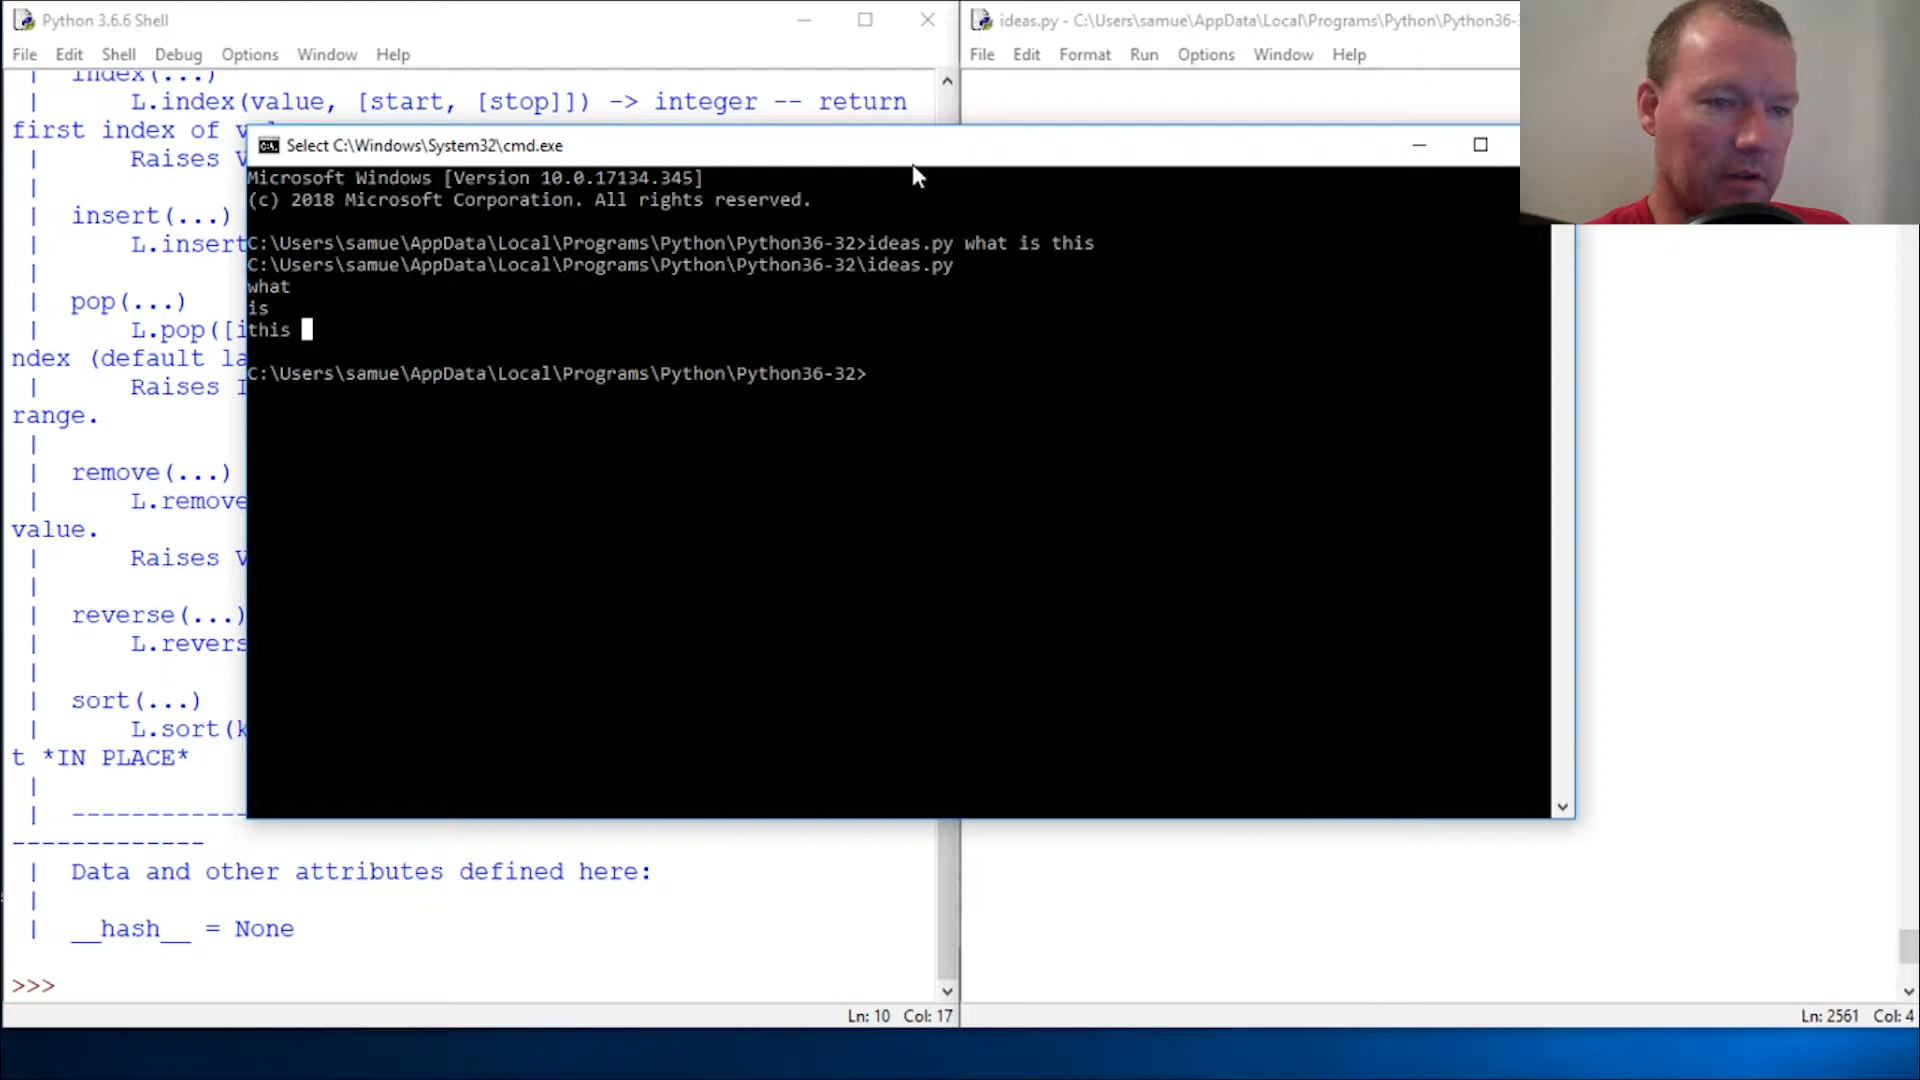 Python 3.6.6 Shell
File Edit Shell Debug Options Window Help
| index(...)
| L.index(value, [start, [stop]]) -> integer -- return
first index of v
| Raises V
|
| insert(...)
| L.insert
|
| pop(...)
| L.pop([i
ndex (default la
| Raises I
range.
|
| remove(...)
| L.remove
value.
| Raises V
|
| reverse(...)
| L.revers
|
| sort(...)
| L.sort(k
t *IN PLACE*
|
| -------------
-------------
| Data and other attributes defined here:
|
| __hash__ = None
>>>
Ln: 10 Col: 17
ideas.py - C:\Users\samue\AppData\Local\Programs\Python\Python36-3
File Edit Format Run Options Window Help
Ln: 2561 Col: 4
Select C:\Windows\System32\cmd.exe
Microsoft Windows [Version 10.0.17134.345]
(c) 2018 Microsoft Corporation. All rights reserved.
C:\Users\samue\AppData\Local\Programs\Python\Python36-32>ideas.py what is this
C:\Users\samue\AppData\Local\Programs\Python\Python36-32\ideas.py
what
is
this
C:\Users\samue\AppData\Local\Programs\Python\Python36-32>